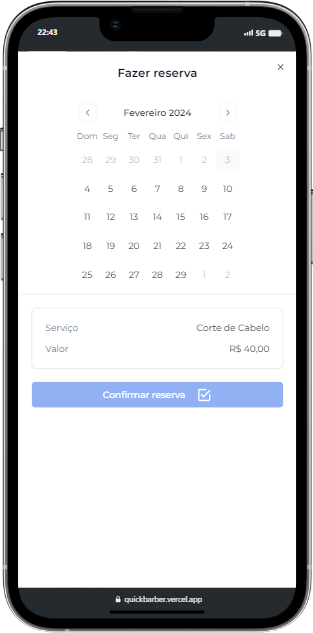 22:43 5G
Fazer reserva
Fevereiro 2024
Dom Seg Ter Qua Qui Sex Sab
28 29 30 31 1 2 3
4 5 6 7 8 9 10
11 12 13 14 15 16 17
18 19 20 21 22 23 24
25 26 27 28 29 1 2
Serviço Corte de Cabelo
Valor R$ 40,00
Confirmar reserva
quickbarber.vercel.app